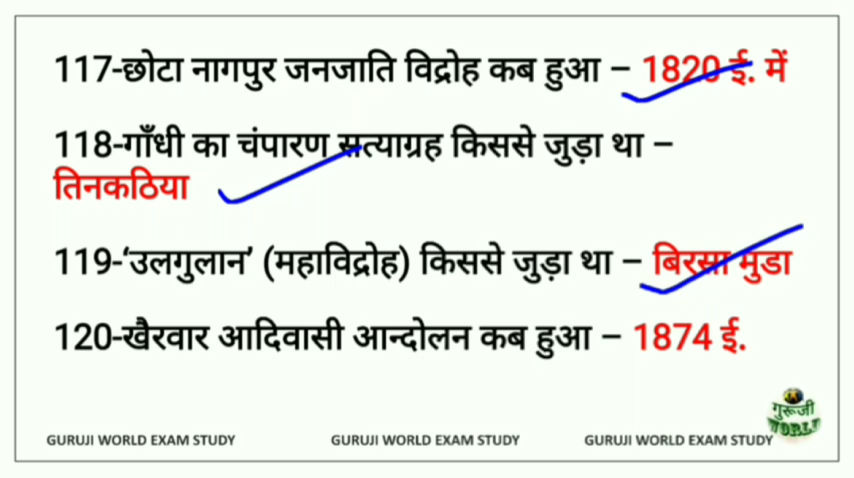 117-छोटा नागपुर जनजाति विद्रोह कब हुआ – 1820 ई. में
118-गाँधी का चंपारण सत्याग्रह किससे जुड़ा था –
तिनकठिया
119-‘उलगुलान’ (महाविद्रोह) किससे जुड़ा था – बिरसा मुडा
120-खैरवार आदिवासी आन्दोलन कब हुआ – 1874 ई.
गुरूजी
WORLD
GURUJI WORLD EXAM STUDY GURUJI WORLD EXAM STUDY GURUJI WORLD EXAM STUDY